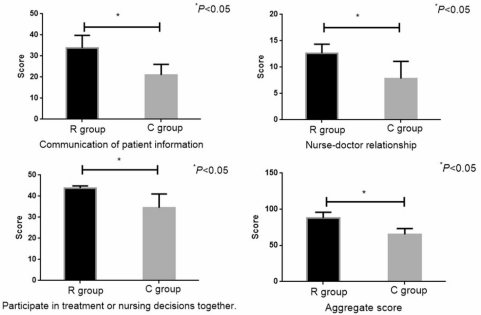 *
*P<0.05
50
40
30
20
10
0
Score
R group
C group
Communication of patient information
*
*P<0.05
20
15
10
5
0
Score
R group
C group
Nurse-doctor relationship
*
*P<0.05
50
40
30
20
10
0
Score
R group
C group
Participate in treatment or nursing decisions together.
*
*P<0.05
150
100
50
0
Score
R group
C group
Aggregate score